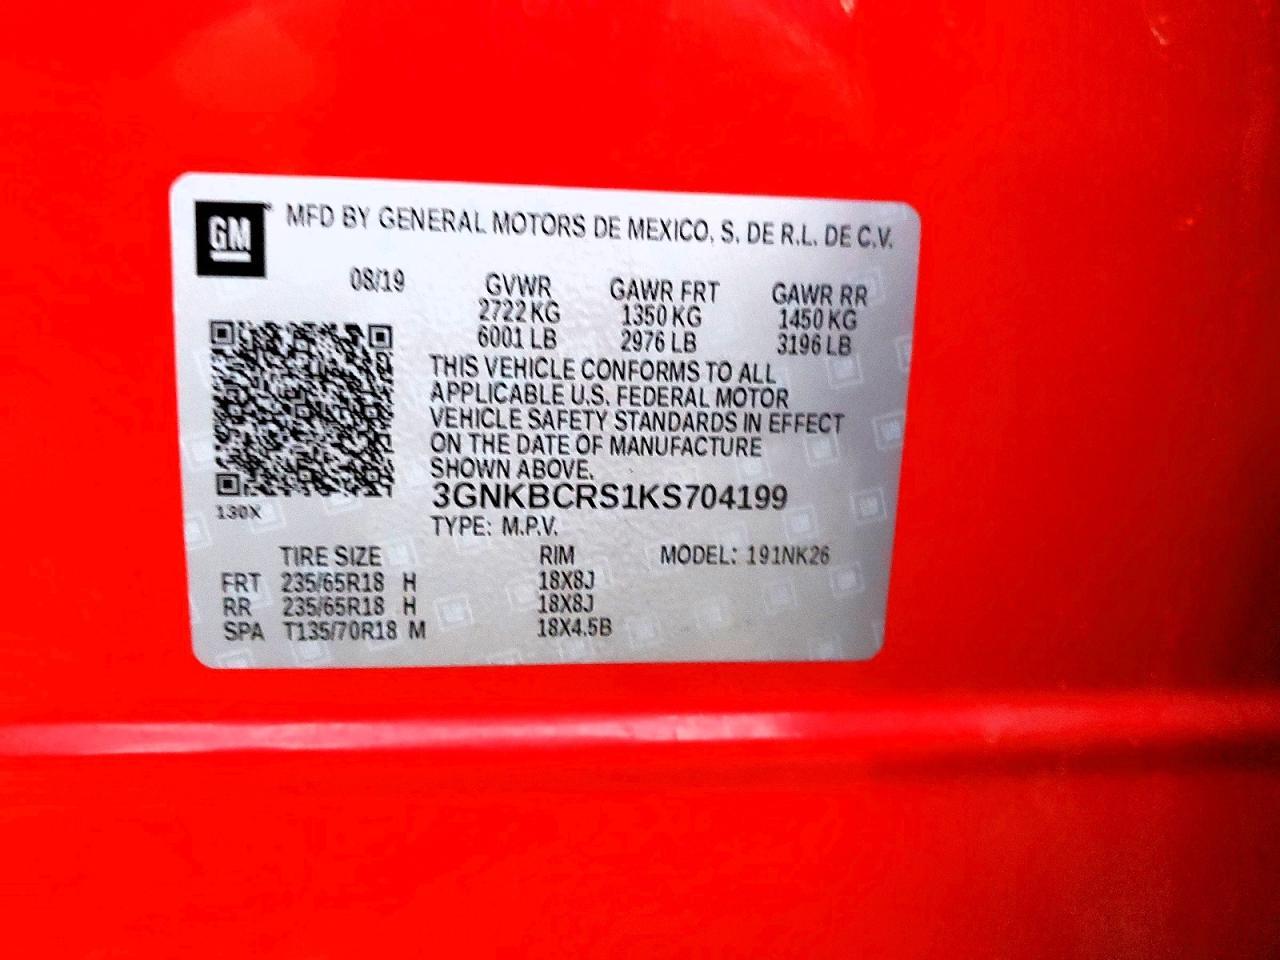 GM® MFD BY GENERAL MOTORS DE MEXICO, S. DE R.L. DE C.V.
08/19 GVWR GAWR FRT GAWR RR
2722 KG 1350 KG 1450 KG
6001 LB 2976 LB 3196 LB
THIS VEHICLE CONFORMS TO ALL
APPLICABLE U.S. FEDERAL MOTOR
VEHICLE SAFETY STANDARDS IN EFFECT
ON THE DATE OF MANUFACTURE
SHOWN ABOVE.
3GNKBCRS1KS704199
130X
TYPE: M.P.V.
TIRE SIZE RIM MODEL: 191NK26
FRT 235/65R18 H 18X8J
RR 235/65R18 H 18X8J
SPA T135/70R18 M 18X4.5B